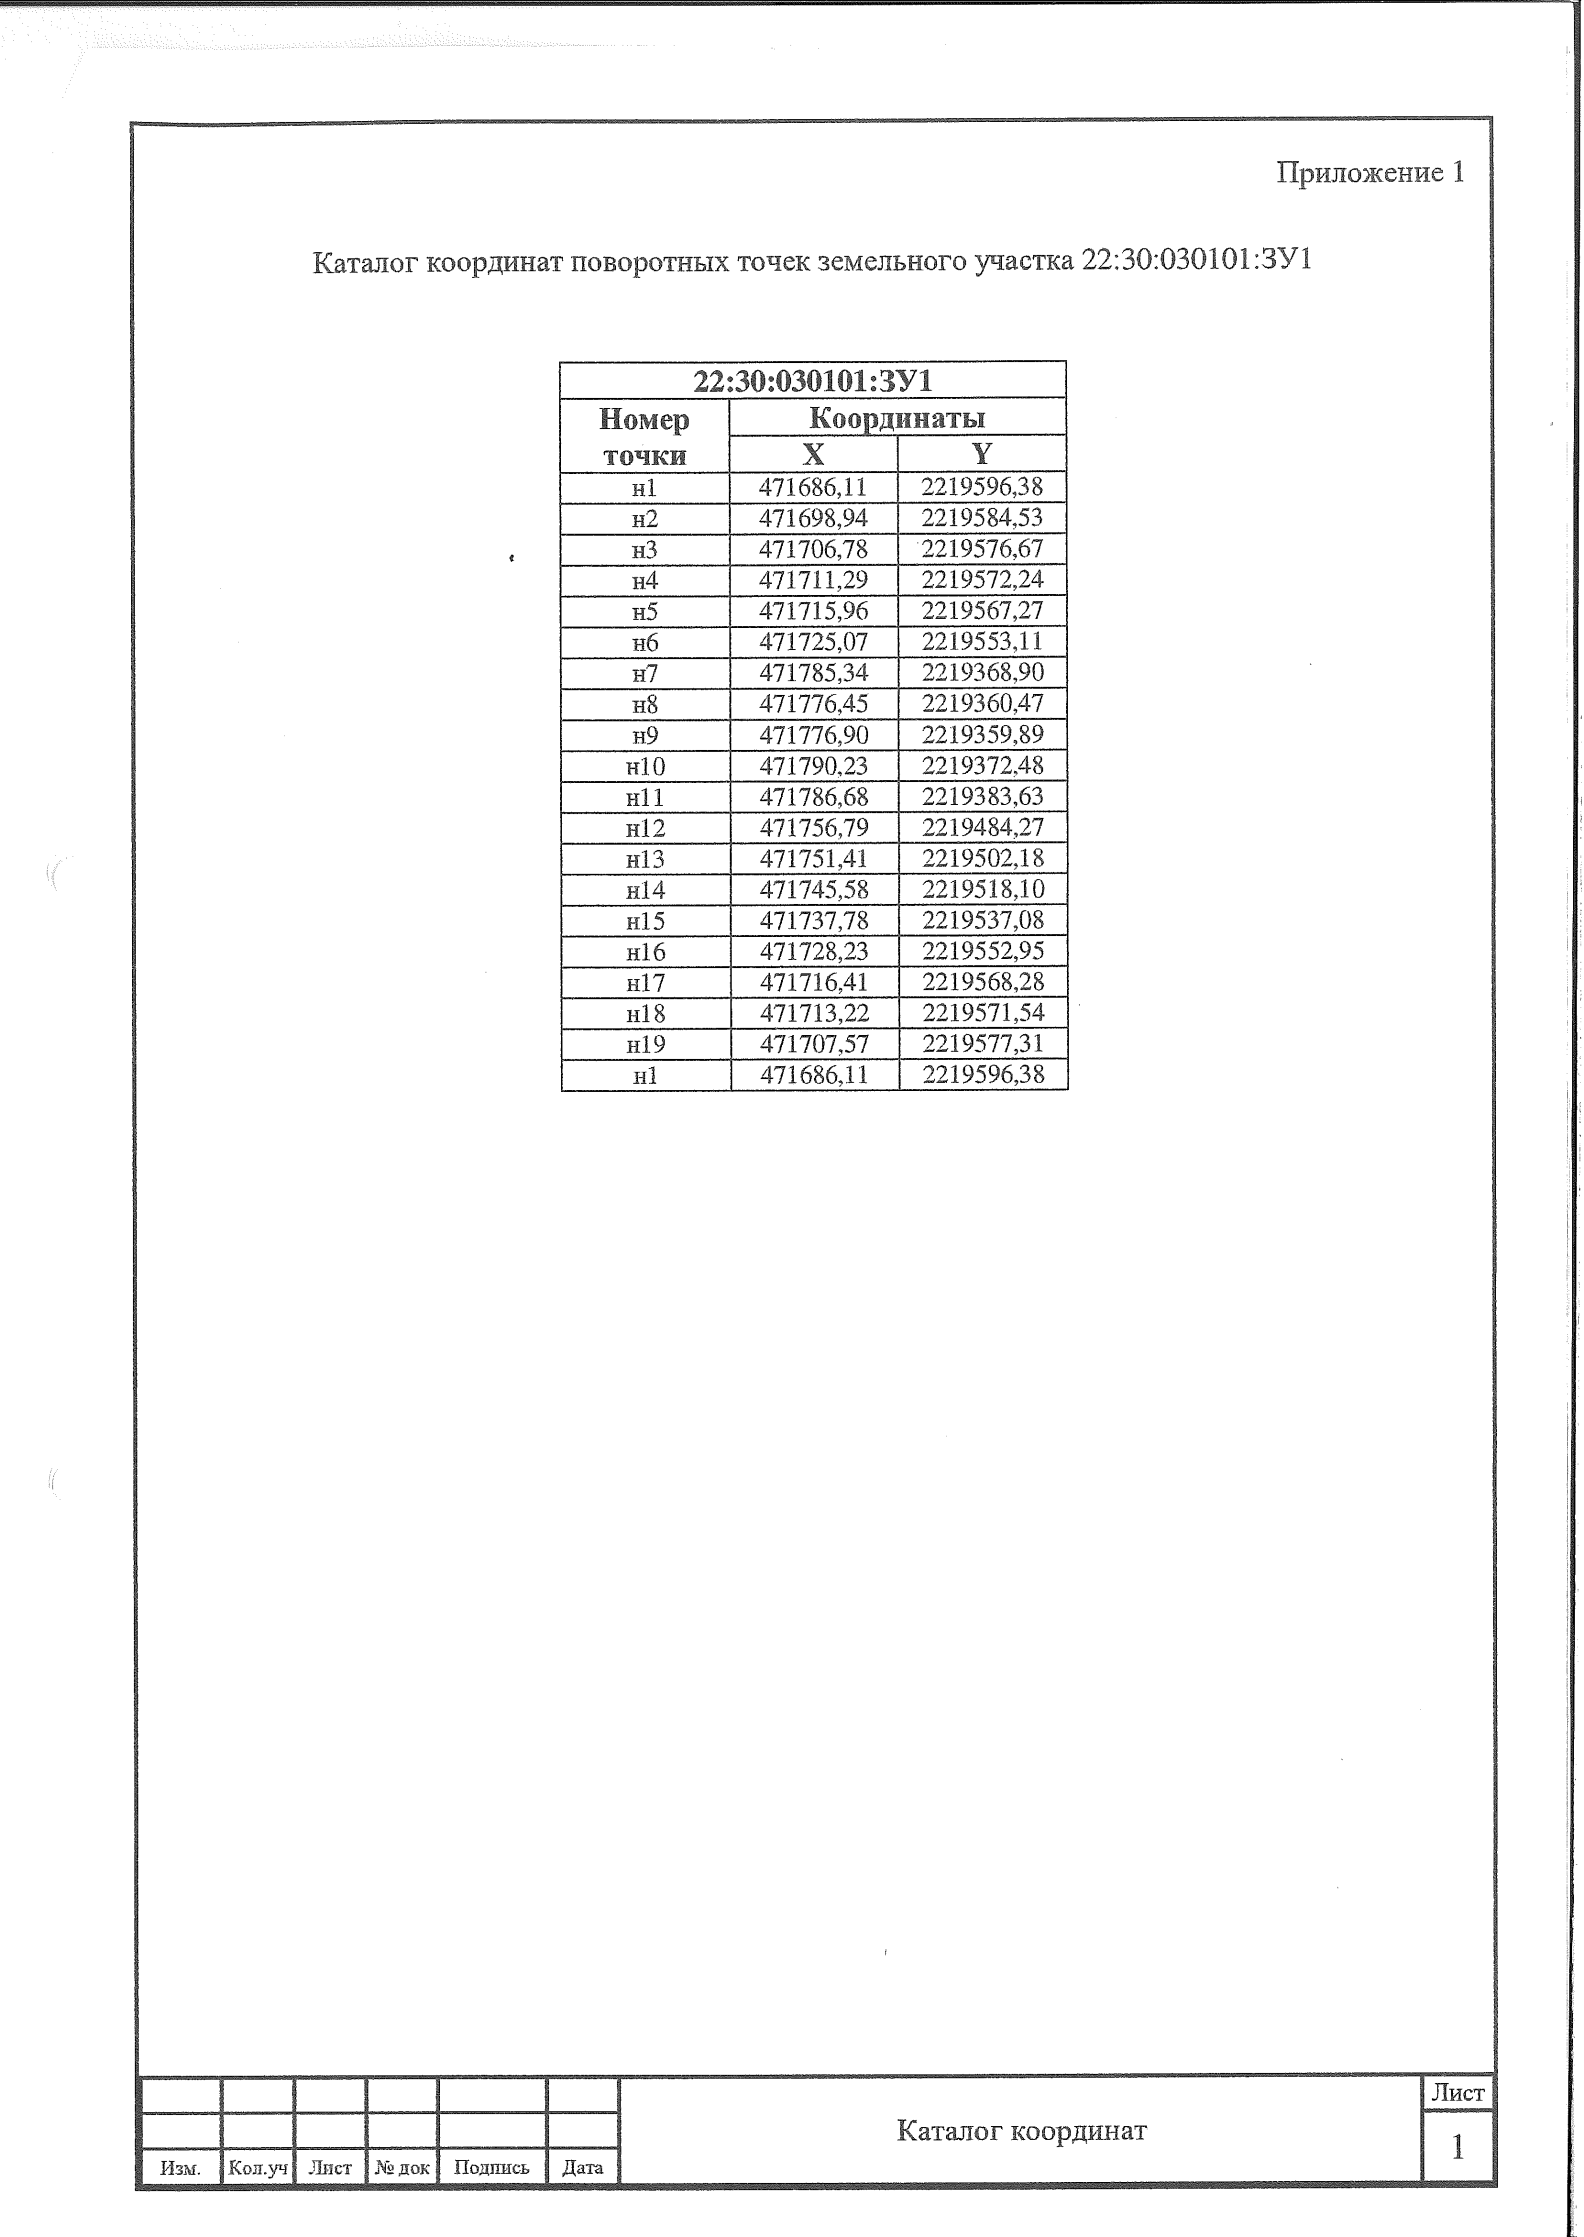 Приложение 1
Каталог координат поворотных точек земельного участка 22:30:030101:ЗУ1
22:30:030101:ЗУ1
Номер точки Координаты
X Y
н1 471686,11 2219596,38
н2 471698,94 2219584,53
н3 471706,78 2219576,67
н4 471711,29 2219572,24
н5 471715,96 2219567,27
н6 471725,07 2219553,11
н7 471785,34 2219368,90
н8 471776,45 2219360,47
н9 471776,90 2219359,89
н10 471790,23 2219372,48
н11 471786,68 2219383,63
н12 471756,79 2219484,27
н13 471751,41 2219502,18
н14 471745,58 2219518,10
н15 471737,78 2219537,08
н16 471728,23 2219552,95
н17 471716,41 2219568,28
н18 471713,22 2219571,54
н19 471707,57 2219577,31
н1 471686,11 2219596,38
Каталог координат
Лист
1
Изм. Кол.уч Лист № док Подпись Дата